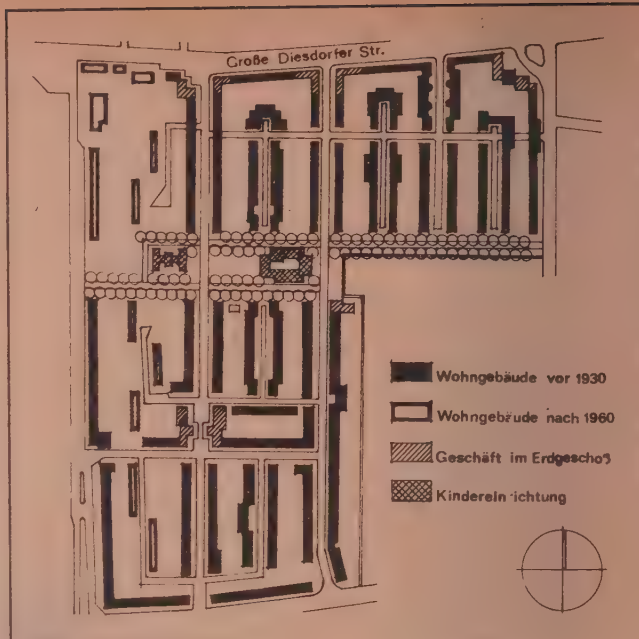 Große Diesdorfer Str.
Wohngebäude vor 1930
Wohngebäude nach 1960
Geschäft im Erdgeschoß
Kinderein ichtung